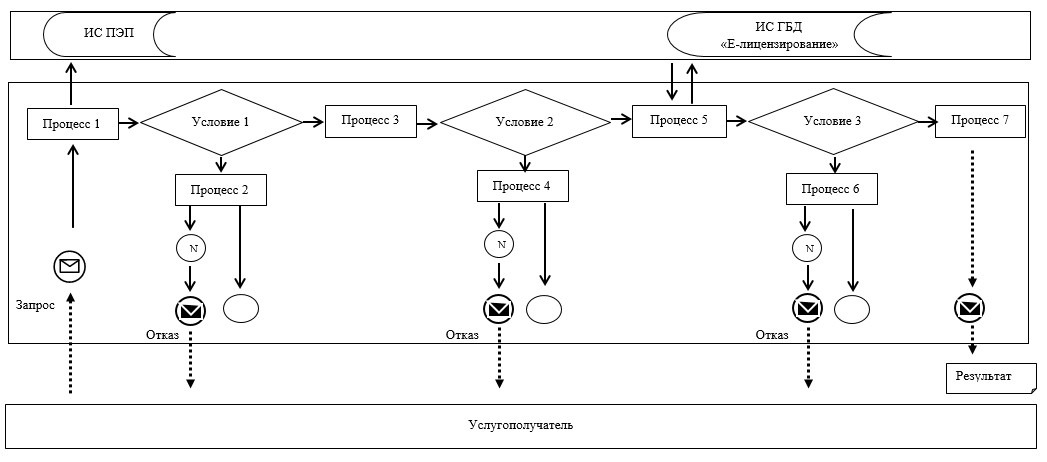 ИС ПЭП
ИС ГБД
«Е-лицензирование»
Процесс 1
Условие 1
Процесс 3
Условие 2
Процесс 5
Условие 3
Процесс 7
Процесс 2
Процесс 4
Процесс 6
N
N
N
Запрос
Отказ
Отказ
Отказ
Результат
Услугополучатель